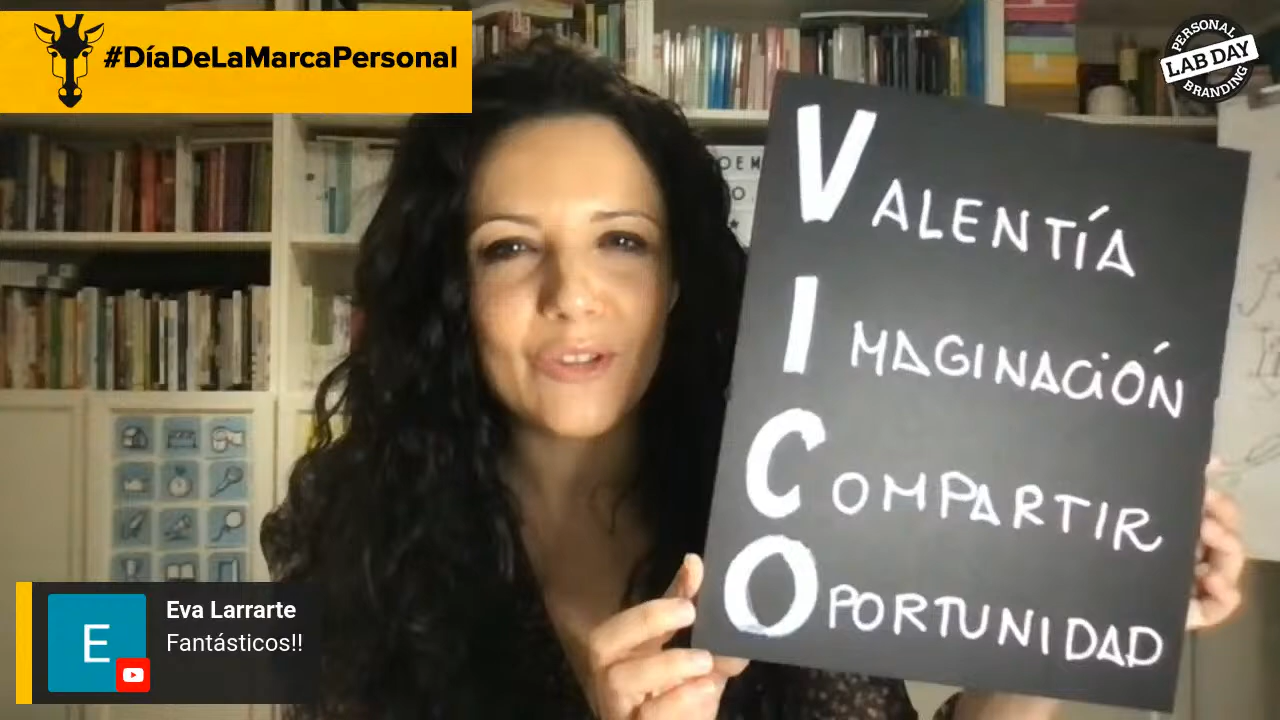 #DíaDeLaMarcaPersonal
PERSONAL
LAB DAY
BRANDING
VALENTÍA
IMAGINACIÓN
COMPARTIR
OPORTUNIDAD
Eva Larrarte
Fantásticos!!
E